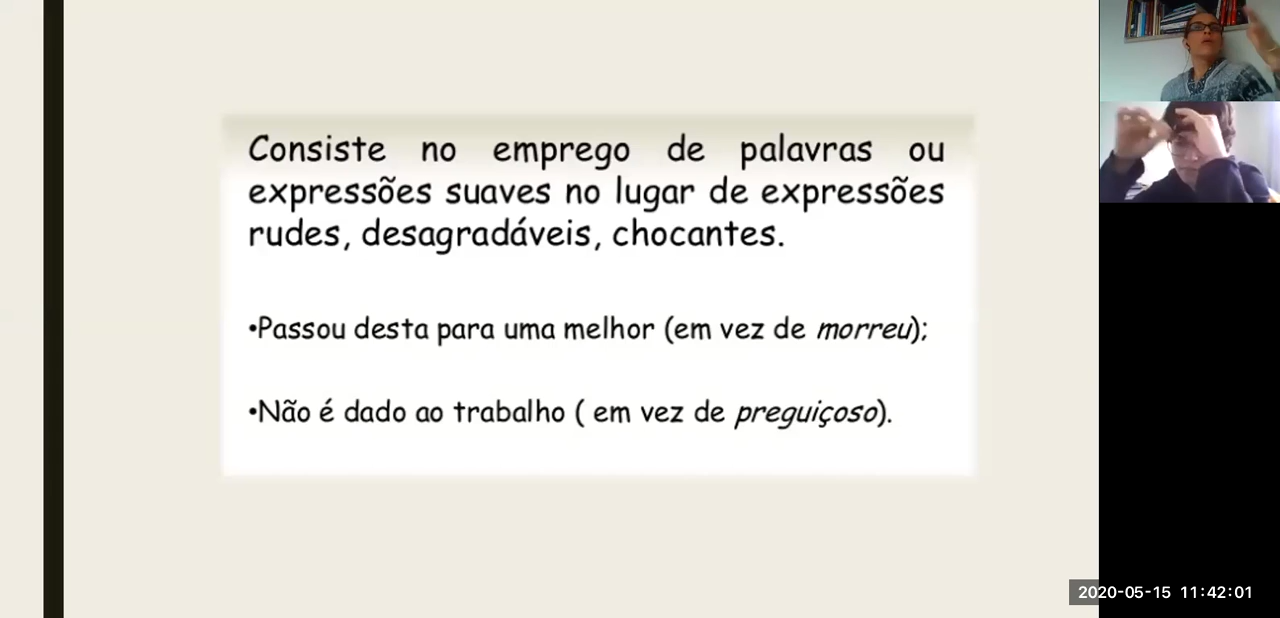 Consiste no emprego de palavras ou
expressões suaves no lugar de expressões
rudes, desagradáveis, chocantes.
•Passou desta para uma melhor (em vez de morreu);
•Não é dado ao trabalho ( em vez de preguiçoso).
2020-05-15 11:42:01